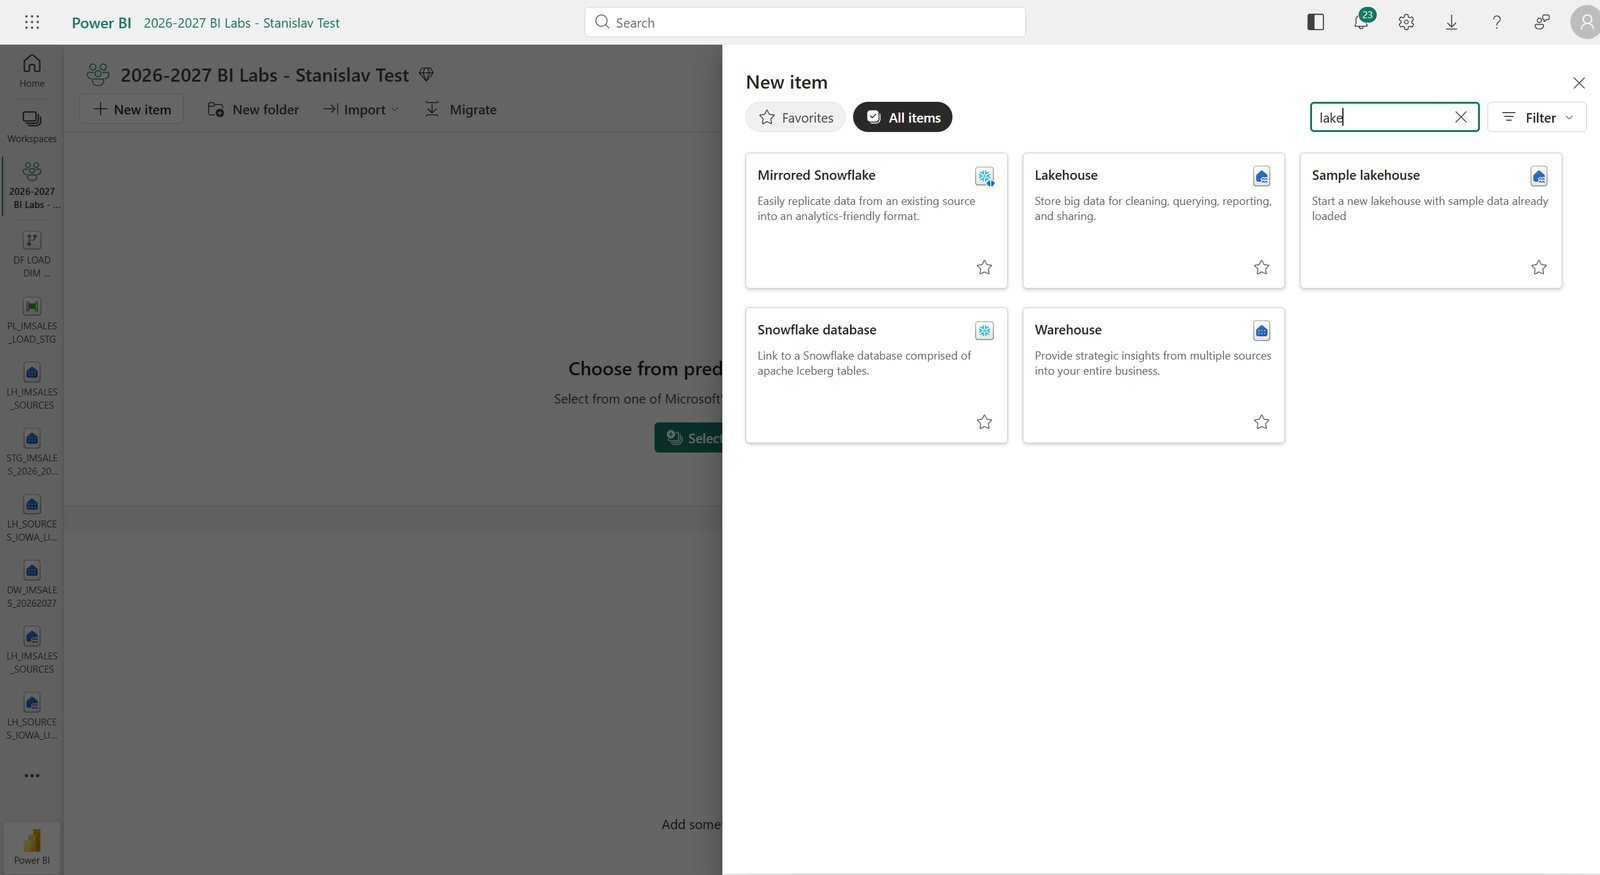 Power BI 2026-2027 BI Labs - Stanislav Test
Search
23
Home
Workspaces
2026-2027
BI Labs - ...
DF LOAD
DIM ...
PL_IMSALES
_LOAD_STG
LH_IMSALES
_SOURCES
STG_IMSALE
S_2026_20...
LH_SOURCE
S_IOWA_LI...
DW_IMSALE
S_20262027
LH_IMSALES
_SOURCES
LH_SOURCE
S_IOWA_LI...
Power BI
2026-2027 BI Labs - Stanislav Test
New item New folder Import Migrate
Choose from pred
Select from one of Microsoft'
Select
Add some
New item
Favorites All items lake Filter
Mirrored Snowflake
Easily replicate data from an existing source
into an analytics-friendly format.
Lakehouse
Store big data for cleaning, querying, reporting,
and sharing.
Sample lakehouse
Start a new lakehouse with sample data already
loaded
Snowflake database
Link to a Snowflake database comprised of
apache Iceberg tables.
Warehouse
Provide strategic insights from multiple sources
into your entire business.